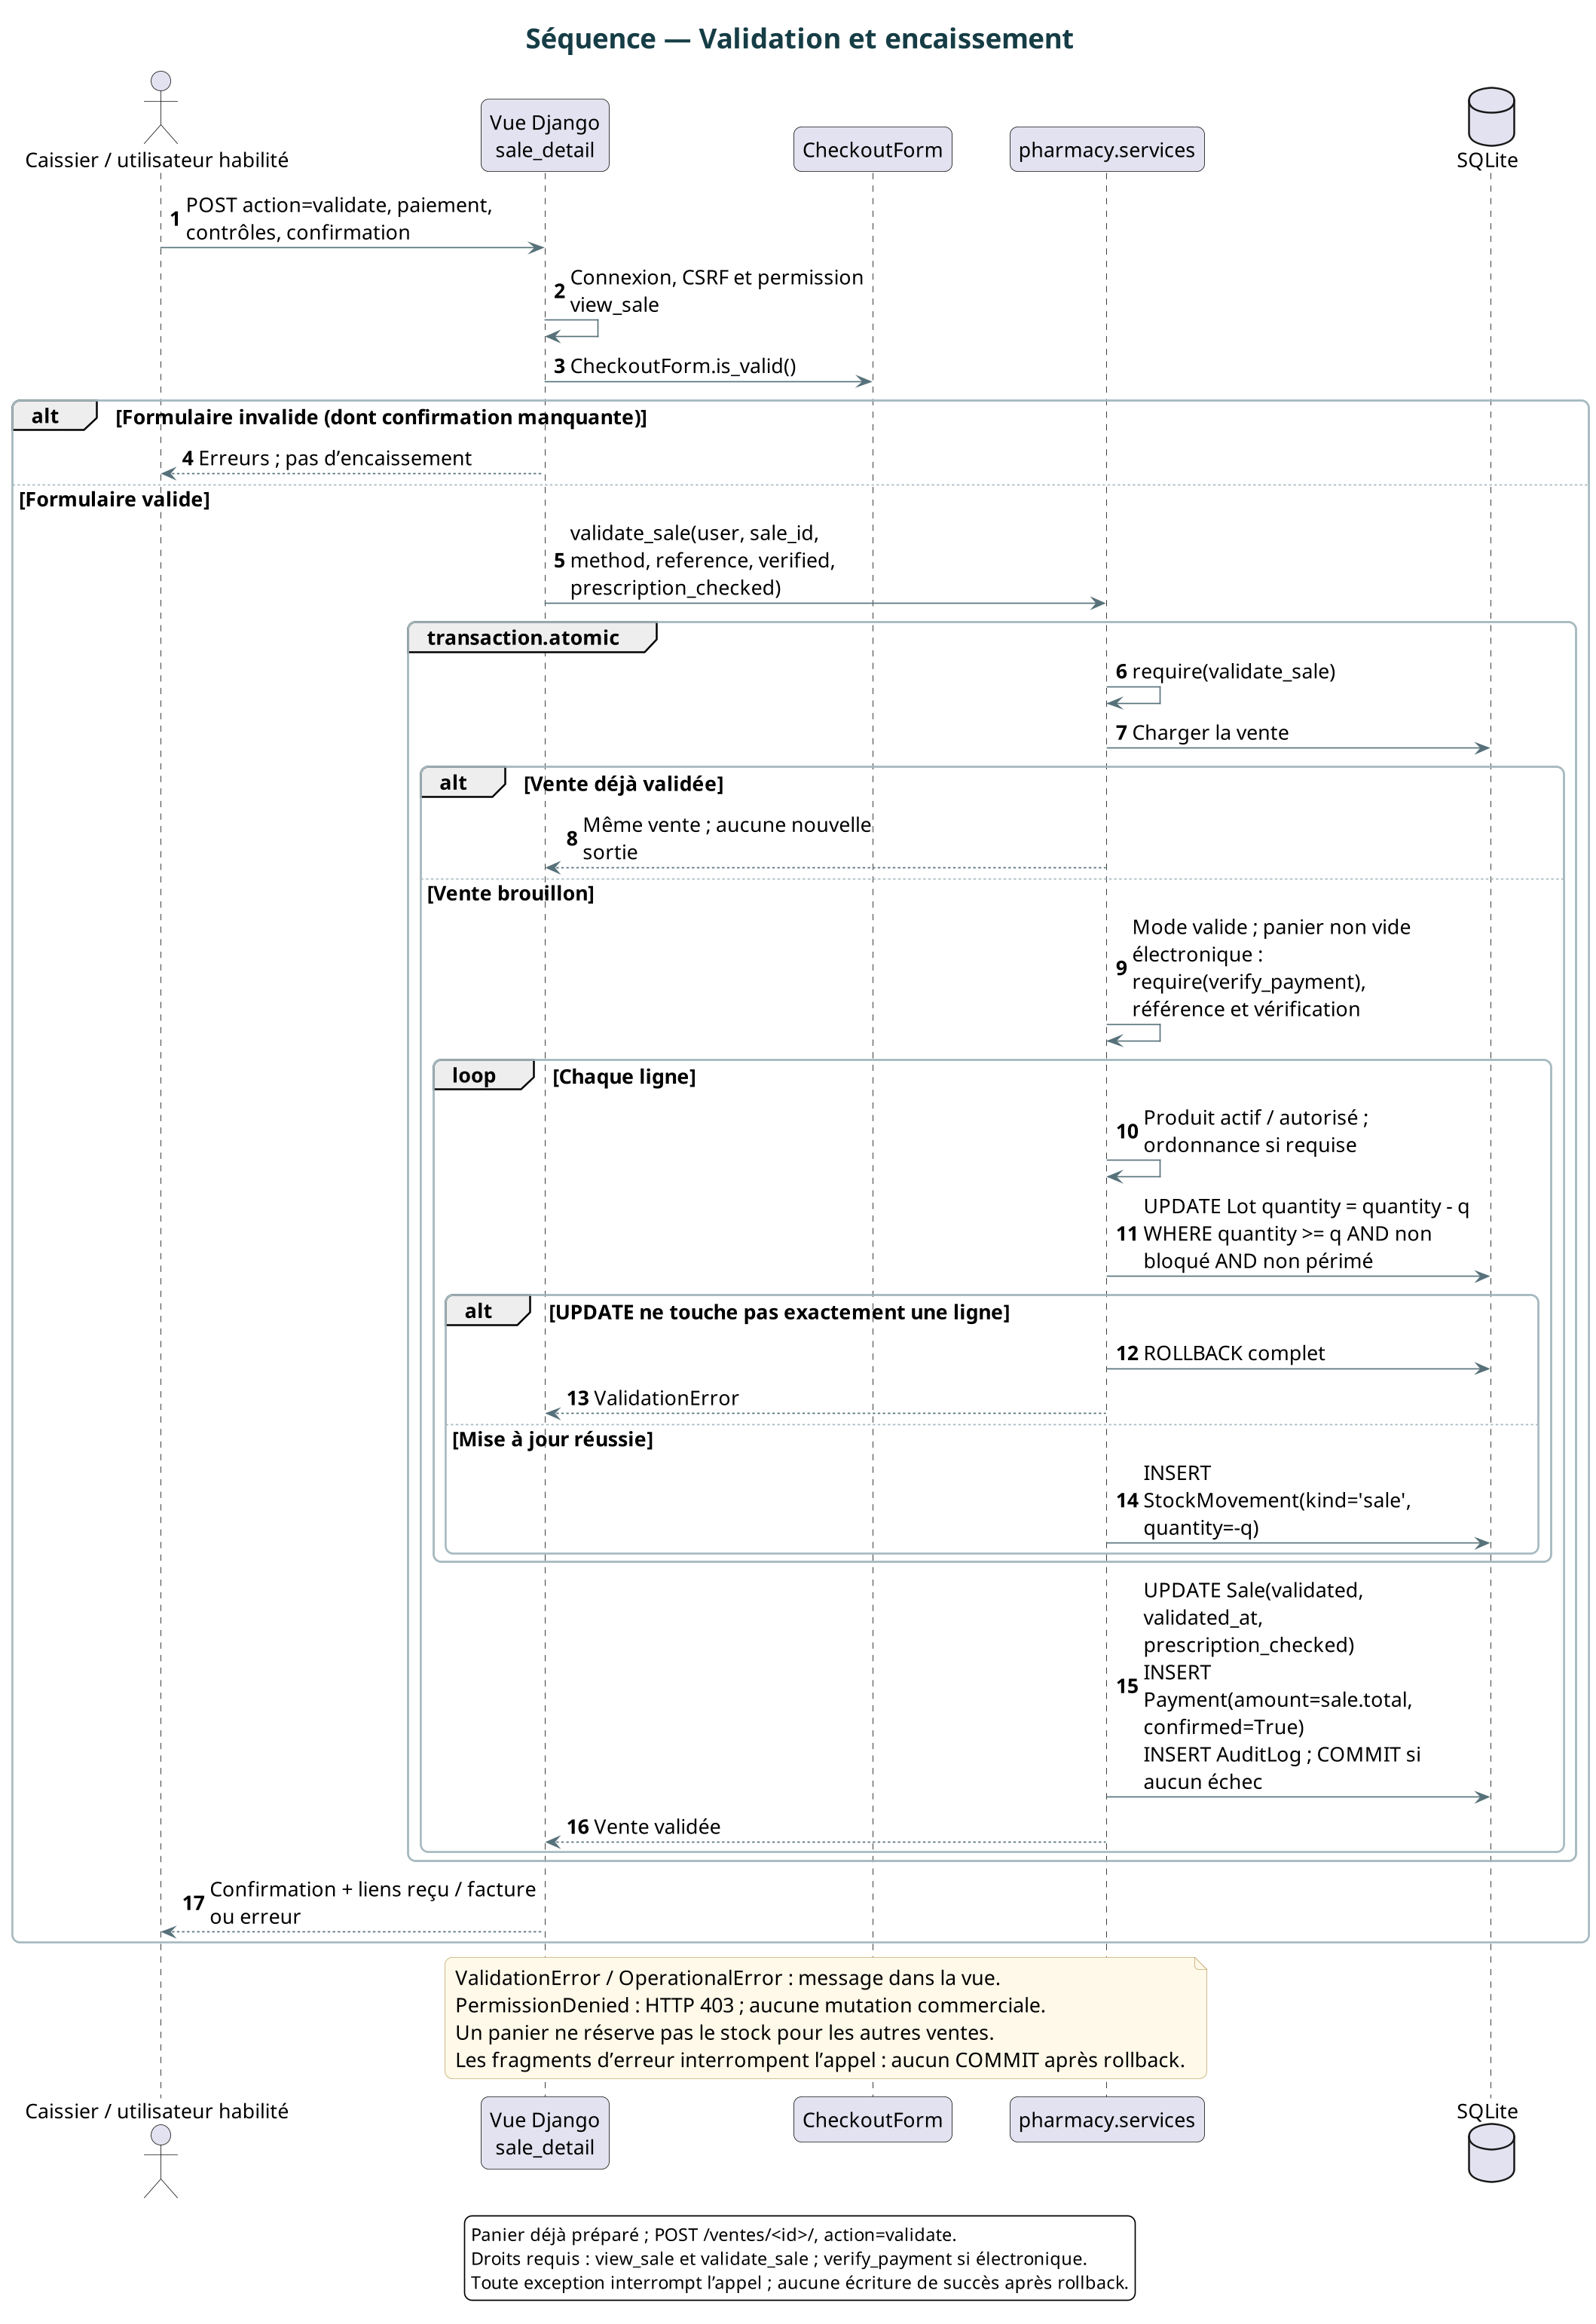 Séquence — Validation et encaissement
Caissier / utilisateur habilité
Vue Django
sale_detail
CheckoutForm
pharmacy.services
SQLite
1 POST action=validate, paiement,
contrôles, confirmation
2 Connexion, CSRF et permission
view_sale
3 CheckoutForm.is_valid()
alt [Formulaire invalide (dont confirmation manquante)]
4 Erreurs ; pas d’encaissement
[Formulaire valide]
5 validate_sale(user, sale_id,
method, reference, verified,
prescription_checked)
transaction.atomic
6 require(validate_sale)
7 Charger la vente
alt [Vente déjà validée]
8 Même vente ; aucune nouvelle
sortie
[Vente brouillon]
9 Mode valide ; panier non vide
électronique :
require(verify_payment),
référence et vérification
loop [Chaque ligne]
10 Produit actif / autorisé ;
ordonnance si requise
11 UPDATE Lot quantity = quantity - q
WHERE quantity >= q AND non
bloqué AND non périmé
alt [UPDATE ne touche pas exactement une ligne]
12 ROLLBACK complet
13 ValidationError
[Mise à jour réussie]
14 INSERT
StockMovement(kind='sale',
quantity=-q)
15 UPDATE Sale(validated,
validated_at,
prescription_checked)
INSERT
Payment(amount=sale.total,
confirmed=True)
INSERT AuditLog ; COMMIT si
aucun échec
16 Vente validée
17 Confirmation + liens reçu / facture
ou erreur
ValidationError / OperationalError : message dans la vue.
PermissionDenied : HTTP 403 ; aucune mutation commerciale.
Un panier ne réserve pas le stock pour les autres ventes.
Les fragments d’erreur interrompent l’appel : aucun COMMIT après rollback.
Caissier / utilisateur habilité
Vue Django
sale_detail
CheckoutForm
pharmacy.services
SQLite
Panier déjà préparé ; POST /ventes/<id>/, action=validate.
Droits requis : view_sale et validate_sale ; verify_payment si électronique.
Toute exception interrompt l’appel ; aucune écriture de succès après rollback.